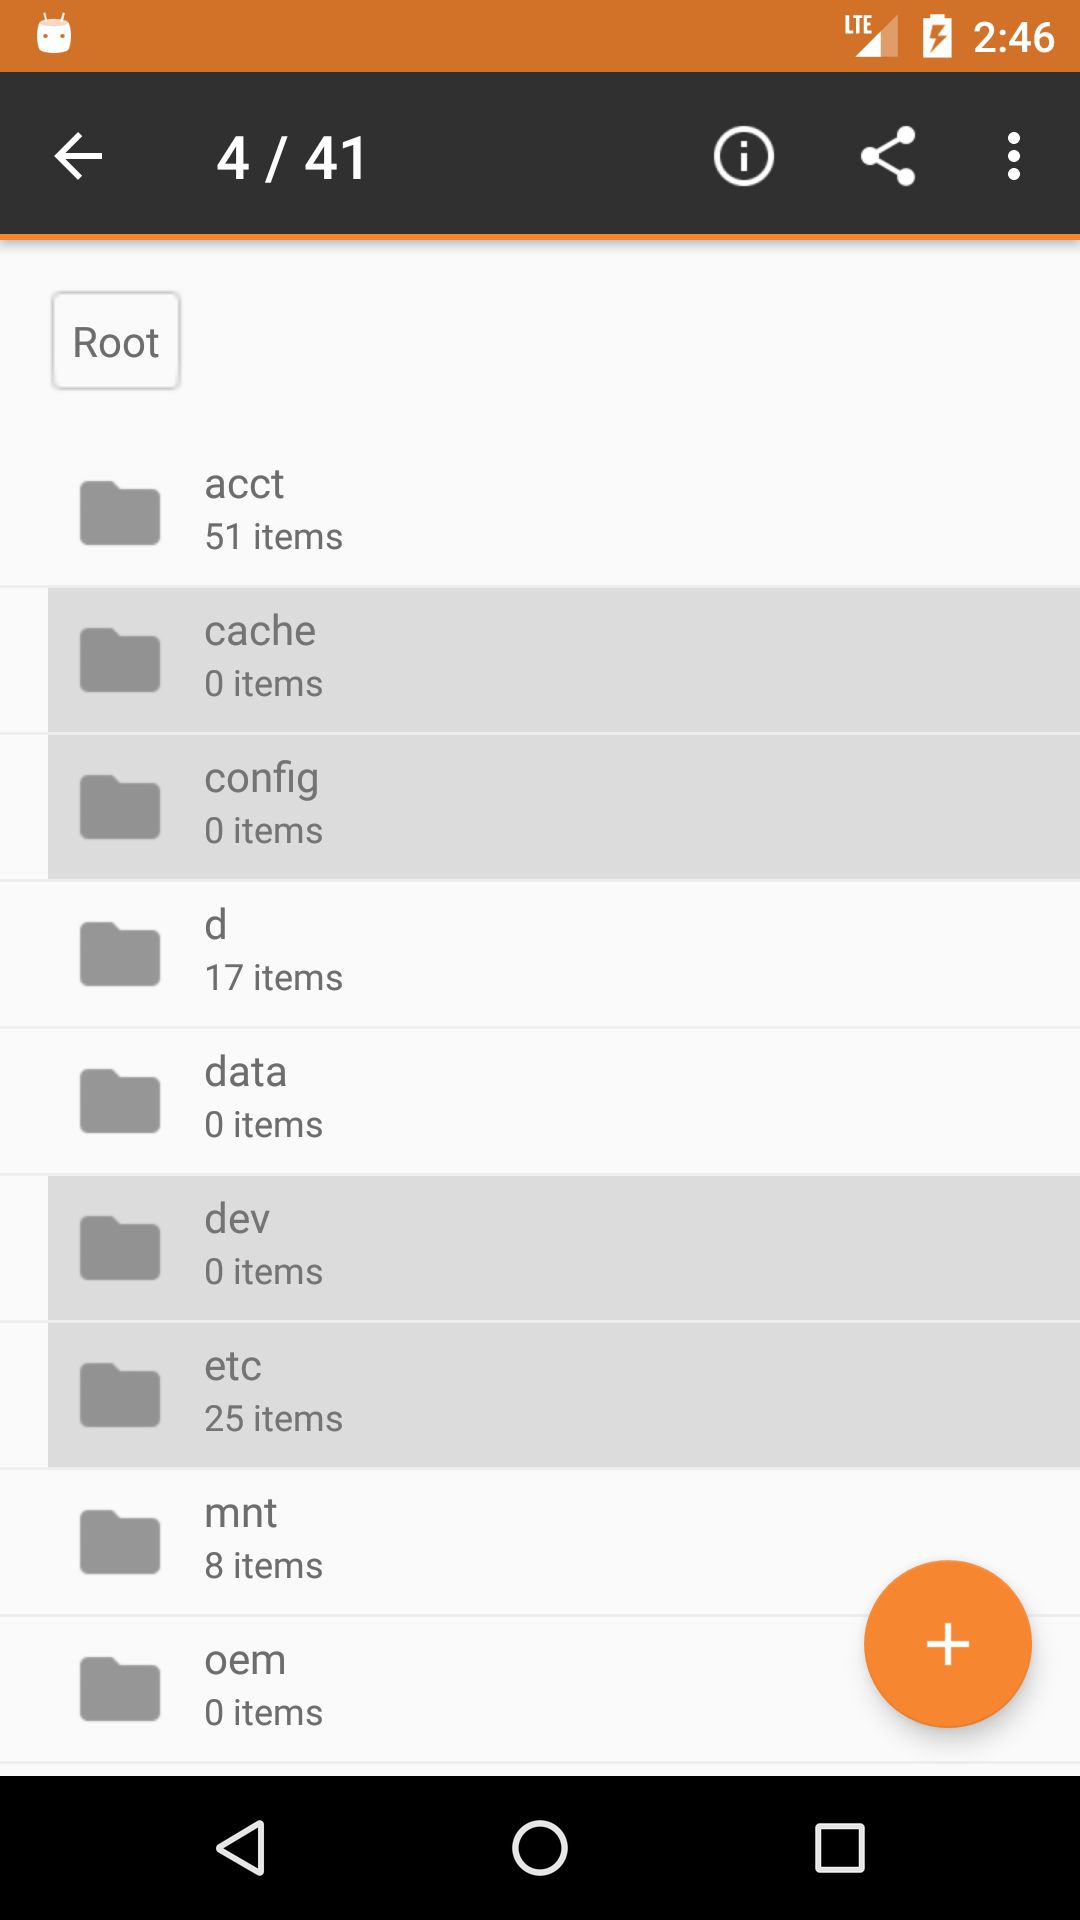 LTE 2:46
4 / 41
Root
acct
51 items
cache
0 items
config
0 items
d
17 items
data
0 items
dev
0 items
etc
25 items
mnt
8 items
oem
0 items